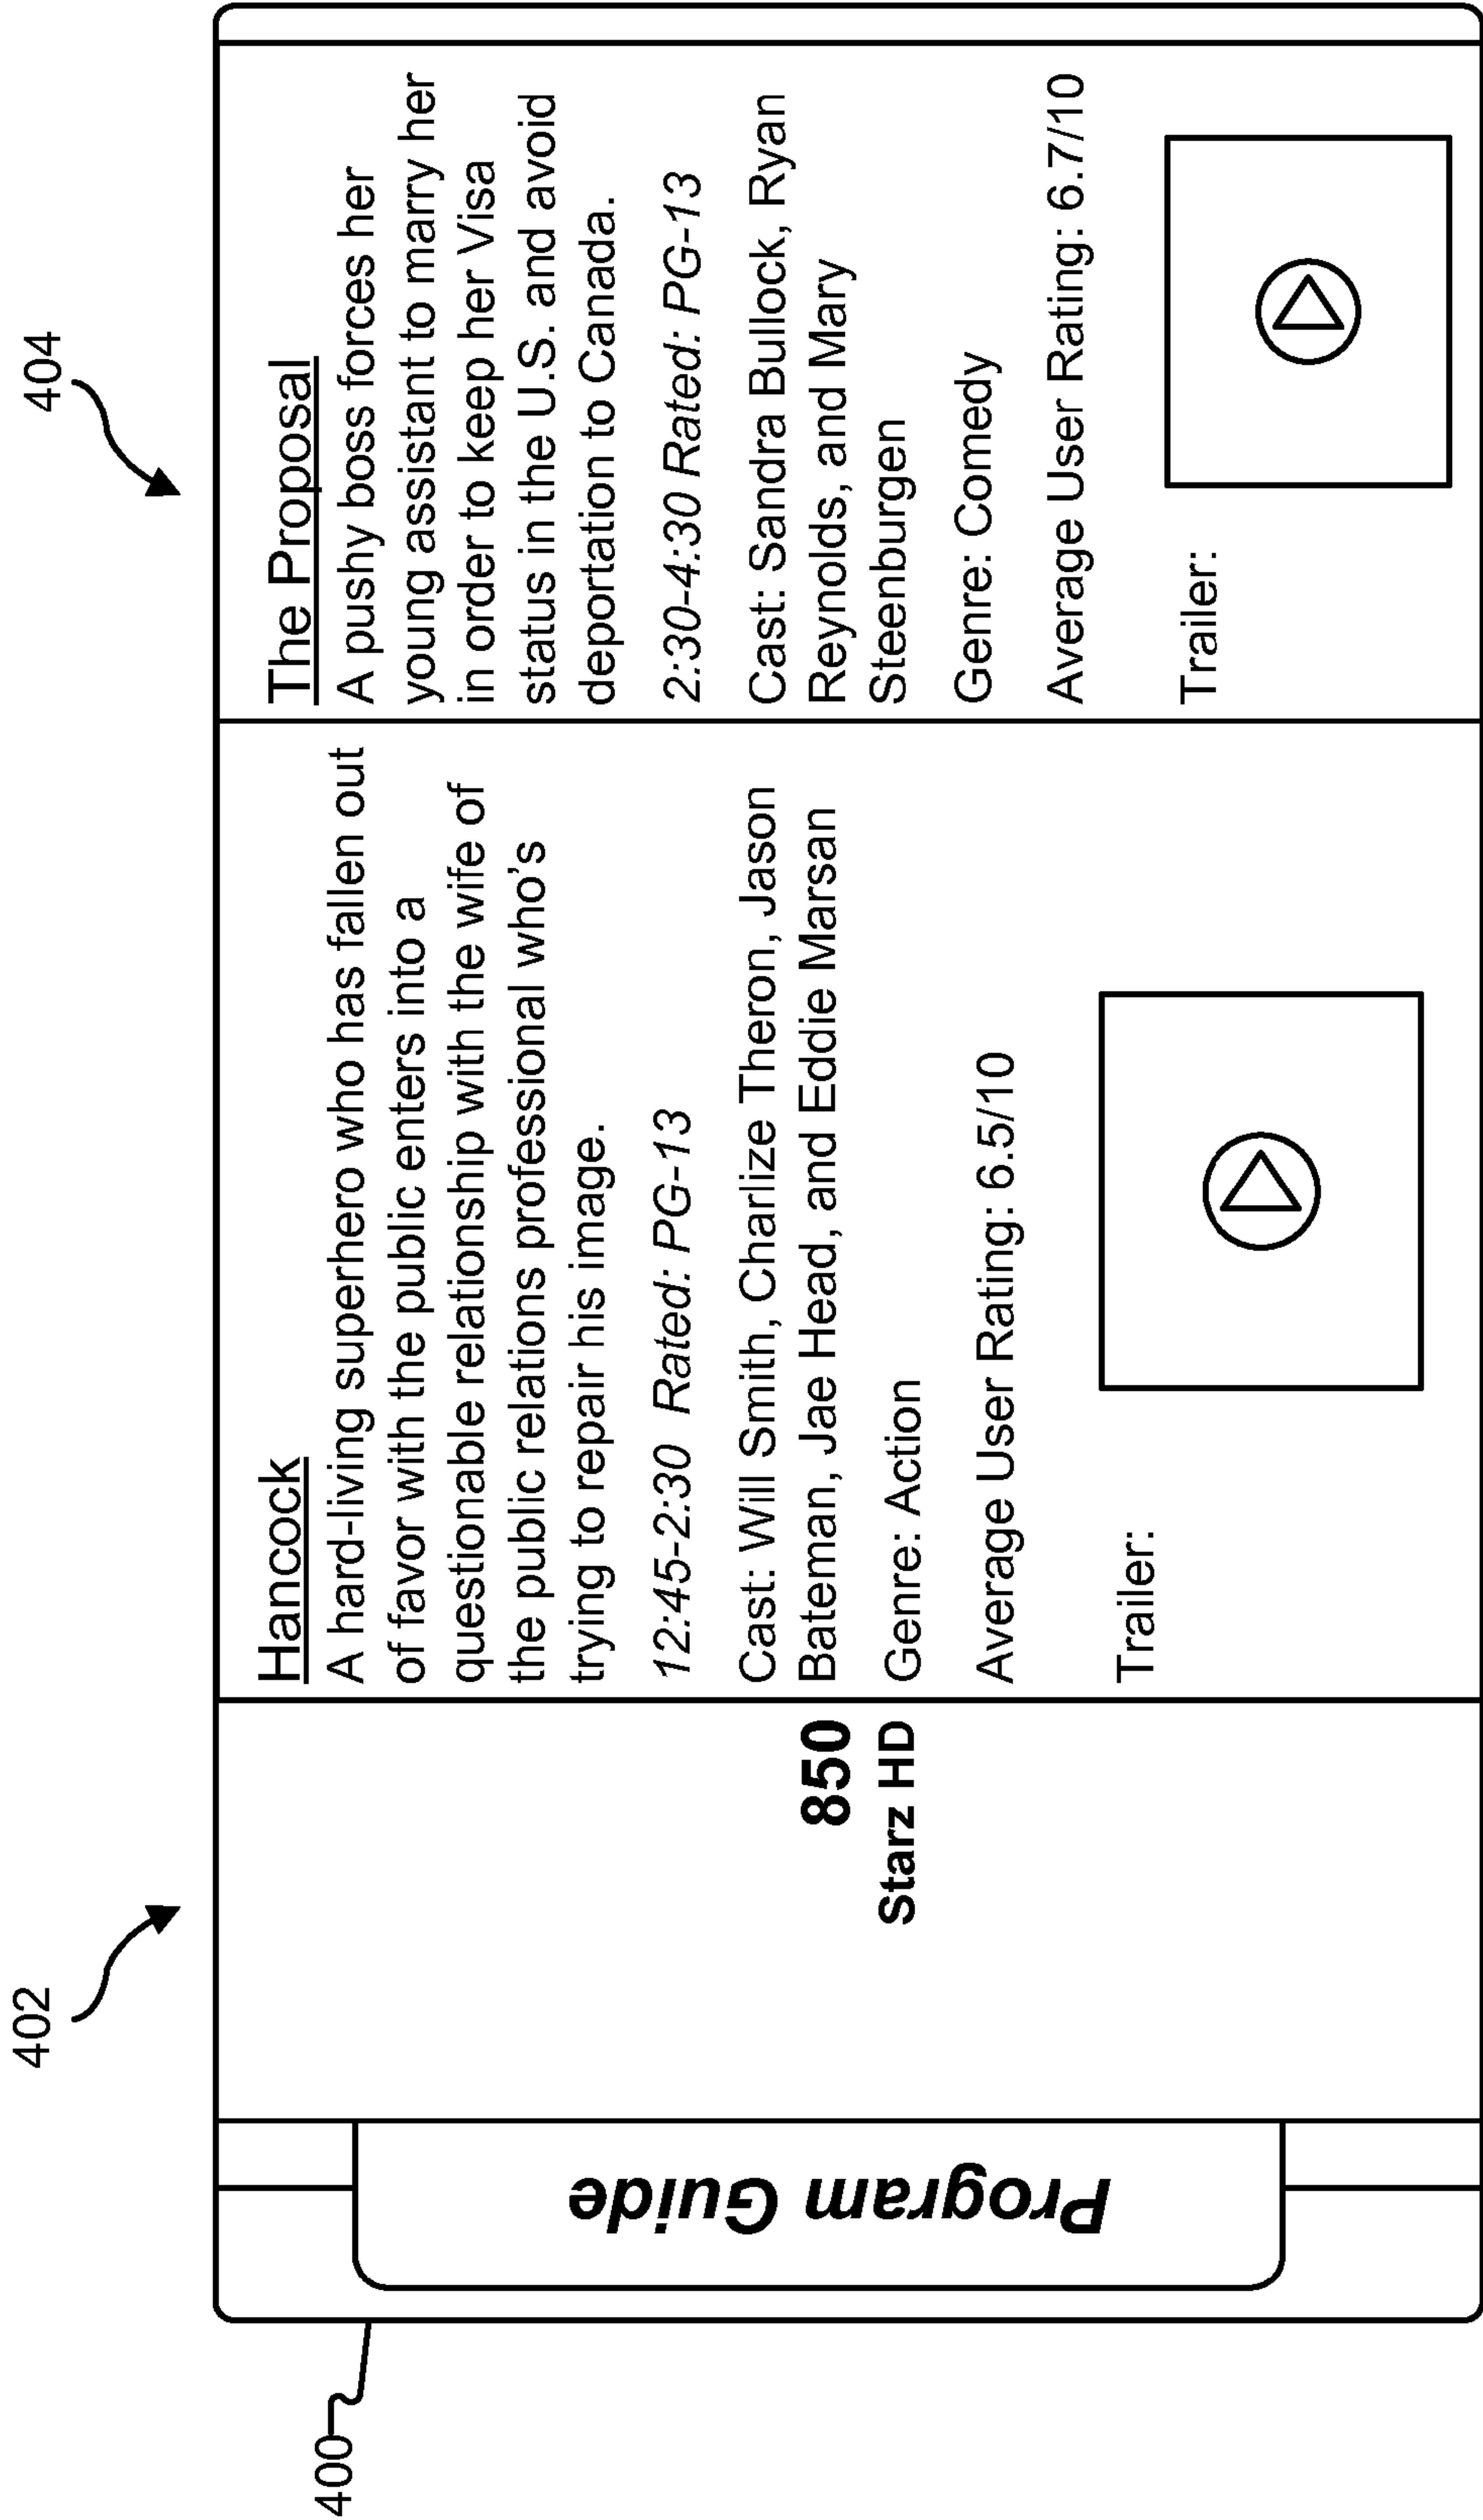 400
402
404
Program Guide
850
Starz HD
Hancock
A hard-living superhero who has fallen out
of favor with the public enters into a
questionable relationship with the wife of
the public relations professional who's
trying to repair his image.
12:45-2:30 Rated: PG-13
Cast: Will Smith, Charlize Theron, Jason
Bateman, Jae Head, and Eddie Marsan
Genre: Action
Average User Rating: 6.5/10
Trailer:
The Proposal
A pushy boss forces her
young assistant to marry her
in order to keep her Visa
status in the U.S. and avoid
deportation to Canada.
2:30-4:30 Rated: PG-13
Cast: Sandra Bullock, Ryan
Reynolds, and Mary
Steenburgen
Genre: Comedy
Average User Rating: 6.7/10
Trailer: